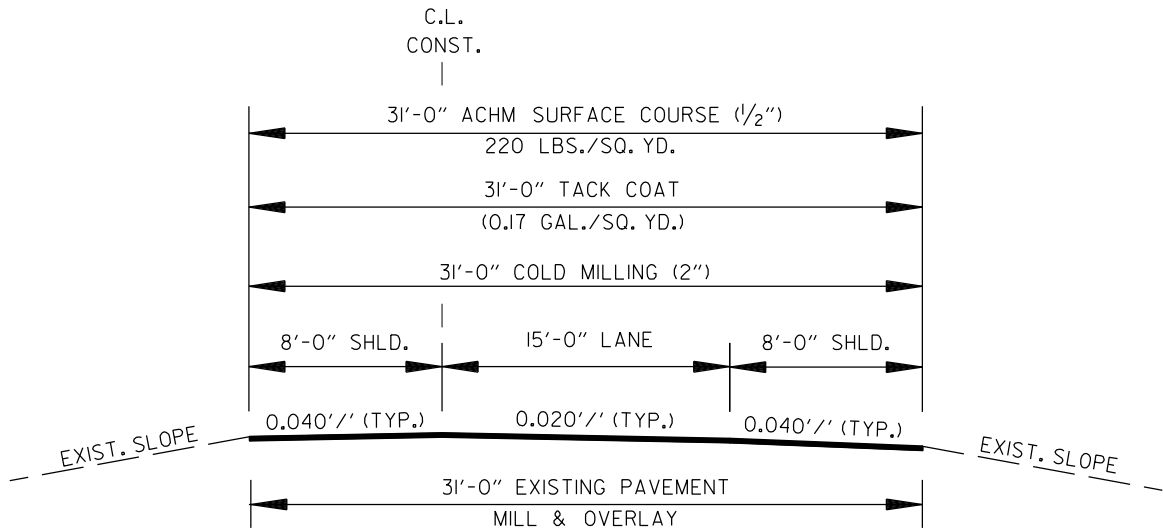 C.L.
CONST.
31'-0" ACHM SURFACE COURSE (1/2")
220 LBS./SQ. YD.
31'-0" TACK COAT
(0.17 GAL./SQ. YD.)
31'-0" COLD MILLING (2")
8'-0" SHLD.
15'-0" LANE
8'-0" SHLD.
EXIST. SLOPE
0.040'/' (TYP.)
0.020'/' (TYP.)
0.040'/' (TYP.)
EXIST. SLOPE
31'-0" EXISTING PAVEMENT
MILL & OVERLAY